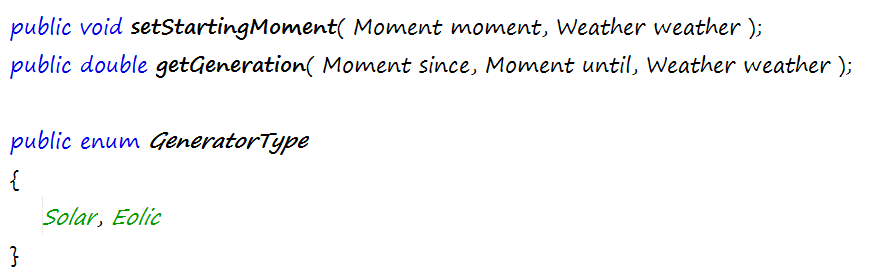 public void setStartingMoment( Moment moment, Weather weather );
public double getGeneration( Moment since, Moment until, Weather weather );
public enum GeneratorType
{
Solar, Eolic
}